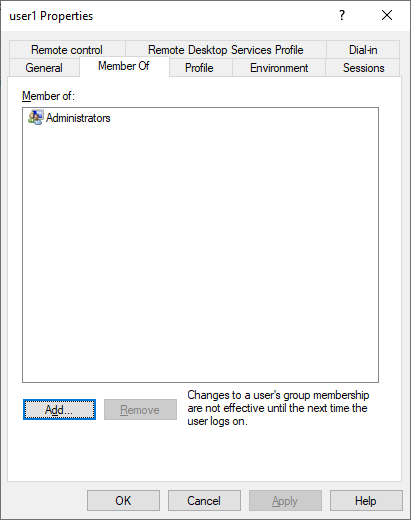 user1 Properties
?
Remote control Remote Desktop Services Profile Dial-in
General Member Of Profile Environment Sessions
Member of:
Administrators
Add... Remove
Changes to a user's group membership
are not effective until the next time the
user logs on.
OK Cancel Apply Help